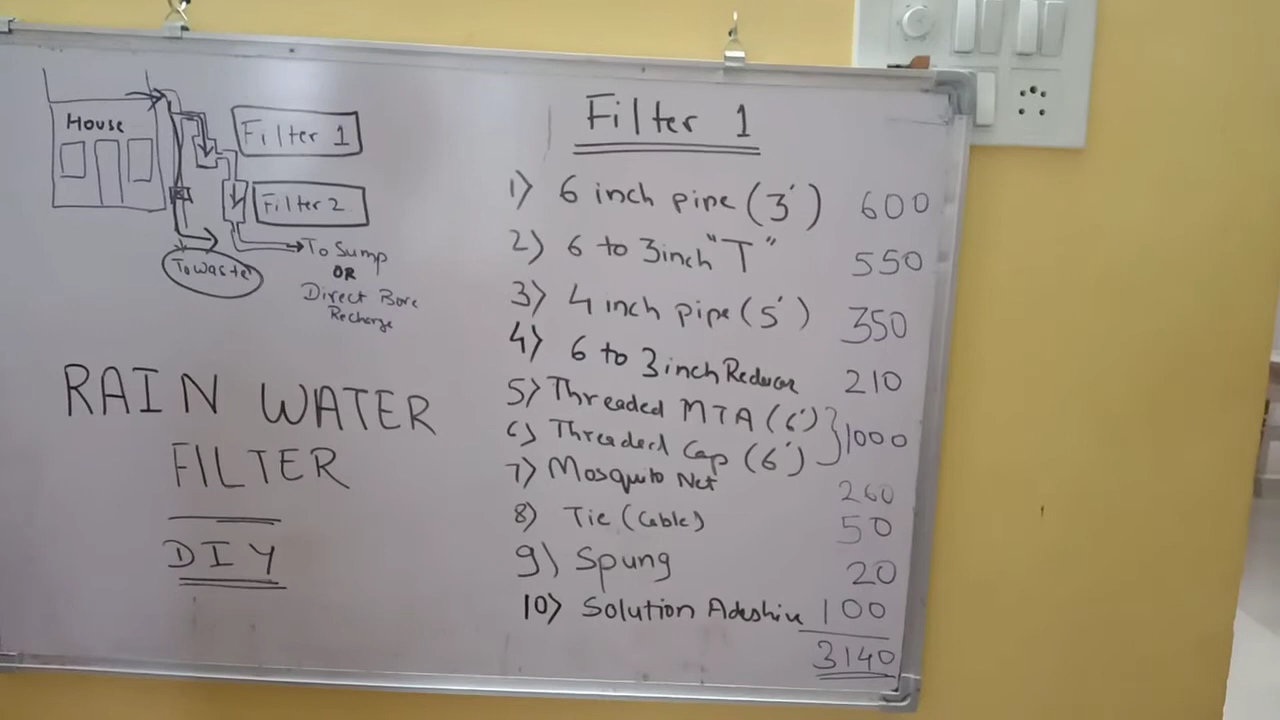 House
Filter 1
Filter 2
To Waste
To Sump
OR
Direct Bore
Recharge
RAIN WATER
FILTER
DIY
Filter 1
1) 6 inch pipe (3') 600
2) 6 to 3inch "T" 550
3) 4 inch pipe (5') 350
4) 6 to 3inch Reducer 210
5) Threaded MTA (6') } 1000
6) Threaded Cap (6')
7) Mosquito Net 260
8) Tie (Cable) 50
9) Spung 20
10) Solution Adeshive 100
3140